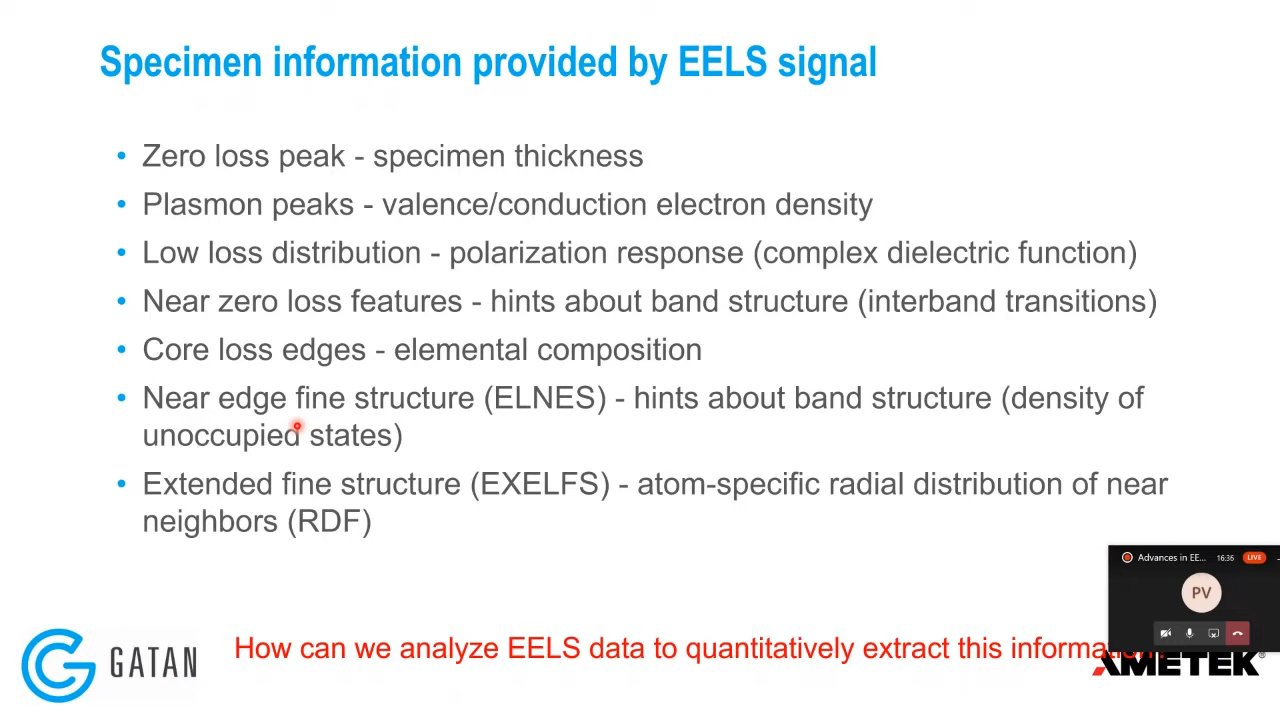 Specimen information provided by EELS signal
• Zero loss peak - specimen thickness
• Plasmon peaks - valence/conduction electron density
• Low loss distribution - polarization response (complex dielectric function)
• Near zero loss features - hints about band structure (interband transitions)
• Core loss edges - elemental composition
• Near edge fine structure (ELNES) - hints about band structure (density of
unoccupied states)
• Extended fine structure (EXELFS) - atom-specific radial distribution of near
neighbors (RDF)
Advances in EE... 16:36 LIVE
PV
How can we analyze EELS data to quantitatively extract this information
GATAN
AMETEK®